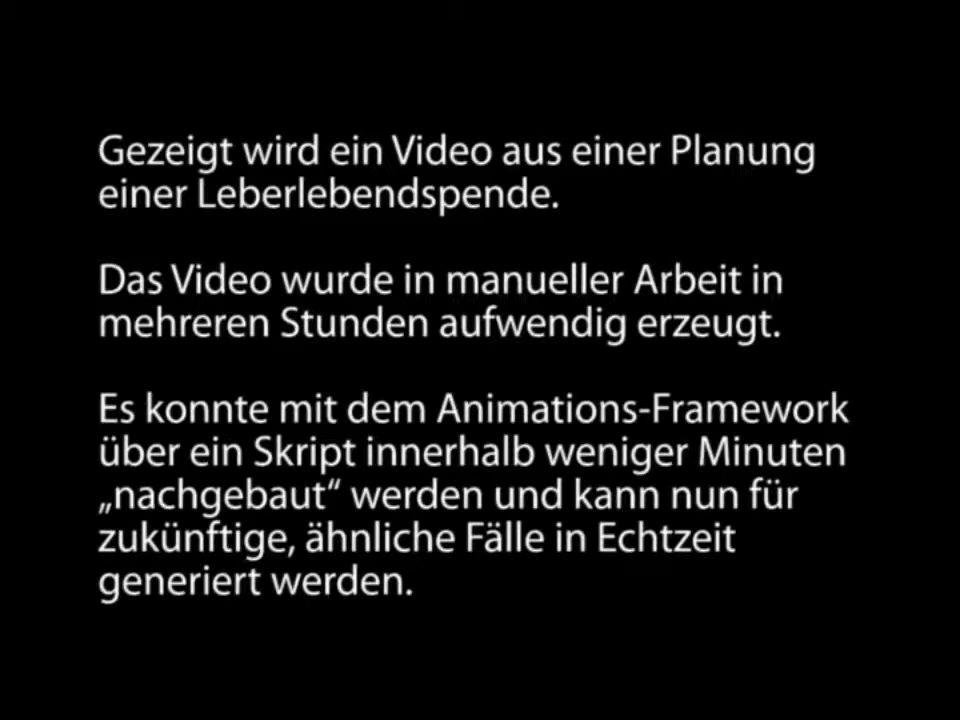 Gezeigt wird ein Video aus einer Planung
einer Leberlebendspende.
Das Video wurde in manueller Arbeit in
mehreren Stunden aufwendig erzeugt.
Es konnte mit dem Animations-Framework
über ein Skript innerhalb weniger Minuten
„nachgebaut“ werden und kann nun für
zukünftige, ähnliche Fälle in Echtzeit
generiert werden.